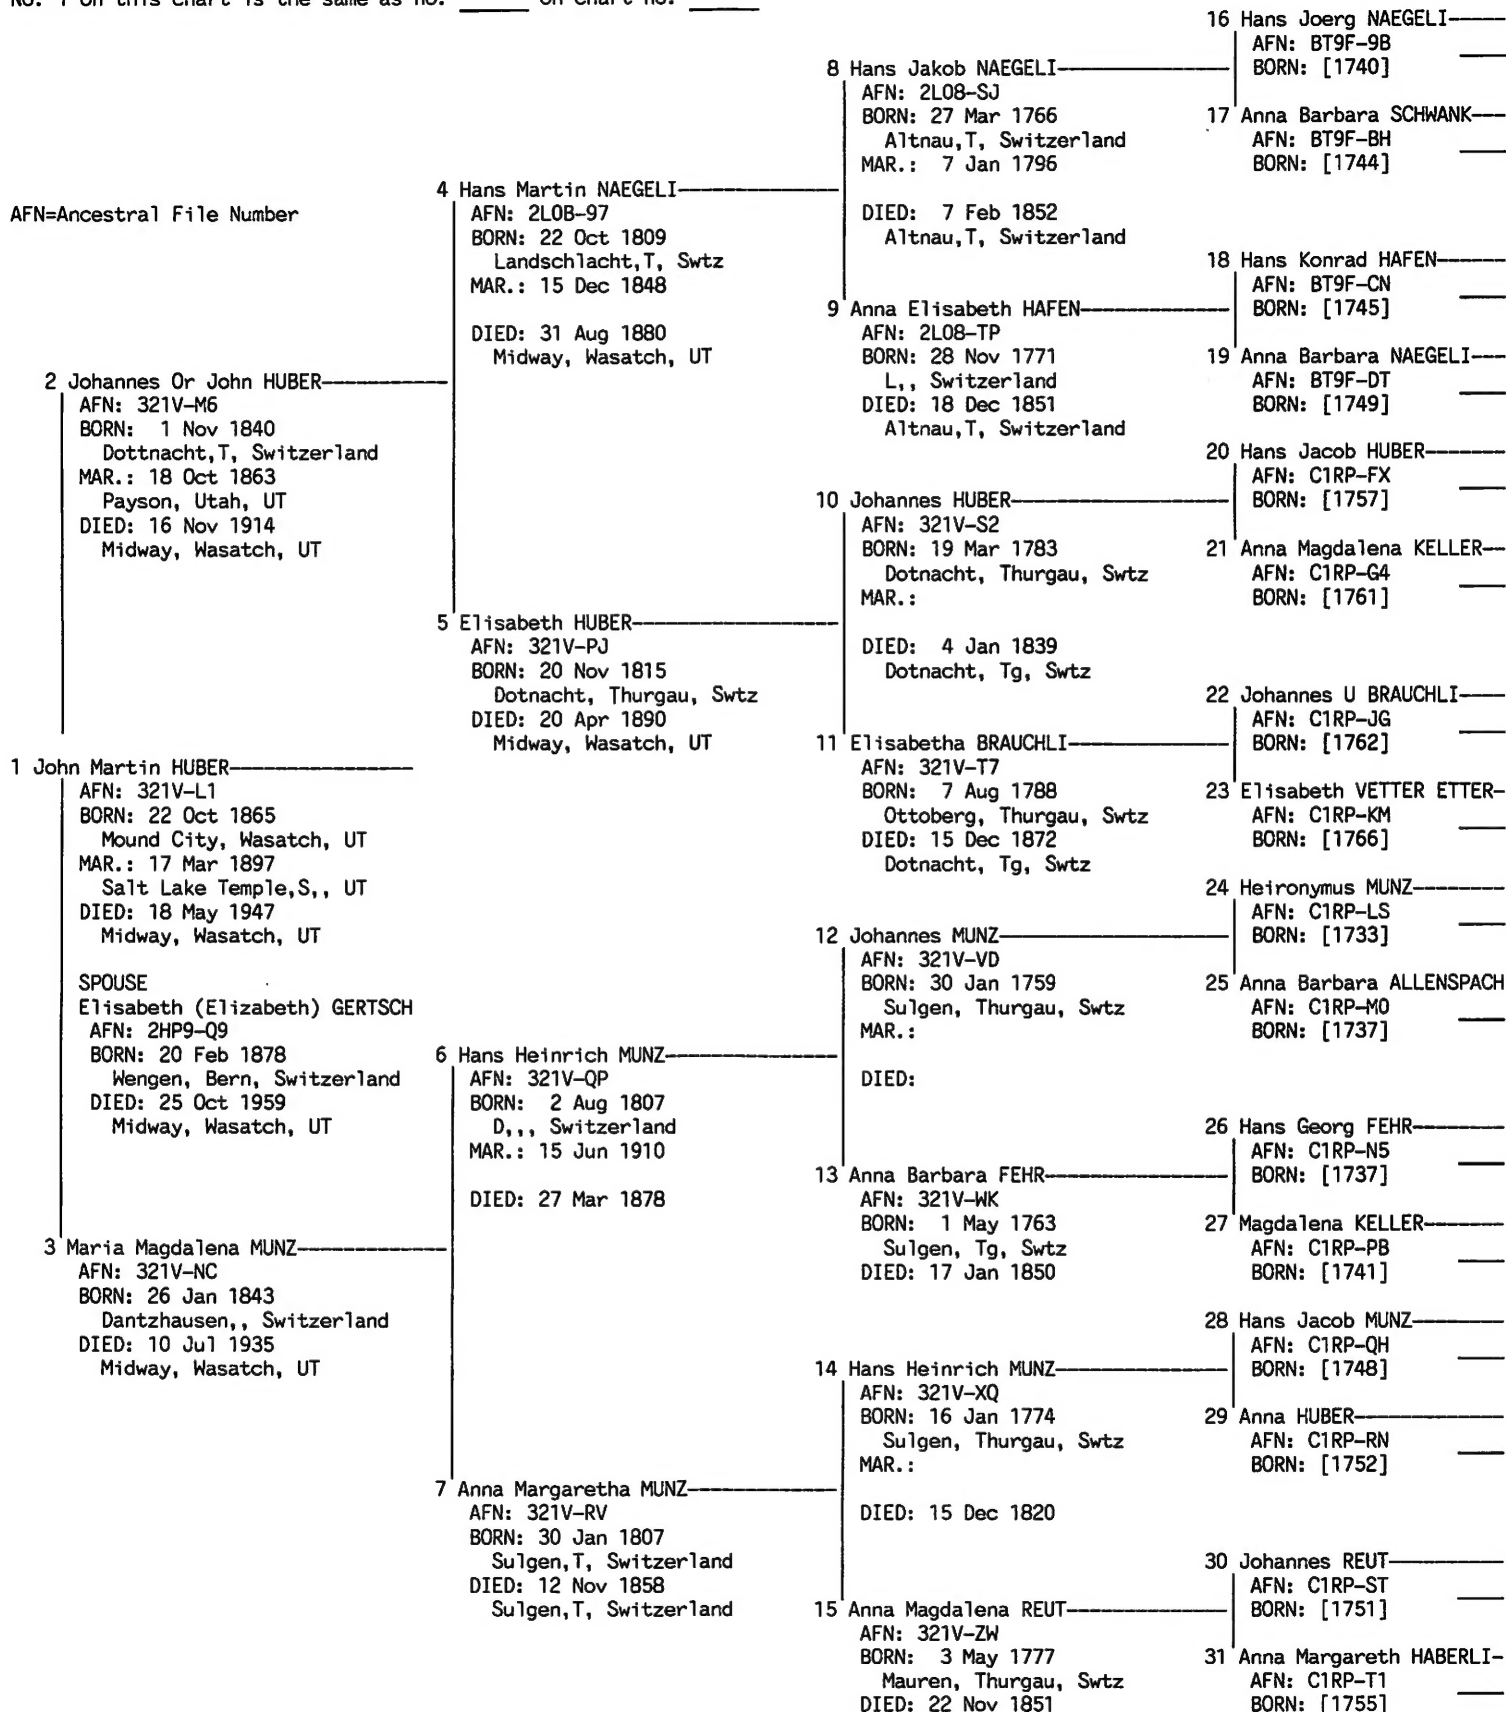 No. 1 on this chart is the same as no. _____ on chart no. _____
16 Hans Joerg NAEGELI
AFN: BT9F-9B
BORN: [1740]
8 Hans Jakob NAEGELI
AFN: 2L08-SJ
BORN: 27 Mar 1766
Altnau,T, Switzerland
MAR.: 7 Jan 1796
DIED: 7 Feb 1852
Altnau,T, Switzerland
17 Anna Barbara SCHWANK
AFN: BT9F-BH
BORN: [1744]
4 Hans Martin NAEGELI
AFN: 2L0B-97
BORN: 22 Oct 1809
Landschlacht,T, Swtz
MAR.: 15 Dec 1848
DIED: 31 Aug 1880
Midway, Wasatch, UT
AFN=Ancestral File Number
18 Hans Konrad HAFEN
AFN: BT9F-CN
BORN: [1745]
9 Anna Elisabeth HAFEN
AFN: 2L08-TP
BORN: 28 Nov 1771
L,, Switzerland
DIED: 18 Dec 1851
Altnau,T, Switzerland
19 Anna Barbara NAEGELI
AFN: BT9F-DT
BORN: [1749]
2 Johannes Or John HUBER
AFN: 321V-M6
BORN: 1 Nov 1840
Dottnacht,T, Switzerland
MAR.: 18 Oct 1863
Payson, Utah, UT
DIED: 16 Nov 1914
Midway, Wasatch, UT
20 Hans Jacob HUBER
AFN: C1RP-FX
BORN: [1757]
10 Johannes HUBER
AFN: 321V-S2
BORN: 19 Mar 1783
Dotnacht, Thurgau, Swtz
MAR.:
DIED: 4 Jan 1839
Dotnacht, Tg, Swtz
21 Anna Magdalena KELLER
AFN: C1RP-G4
BORN: [1761]
5 Elisabeth HUBER
AFN: 321V-PJ
BORN: 20 Nov 1815
Dotnacht, Thurgau, Swtz
DIED: 20 Apr 1890
Midway, Wasatch, UT
22 Johannes U BRAUCHLI
AFN: C1RP-JG
BORN: [1762]
11 Elisabetha BRAUCHLI
AFN: 321V-T7
BORN: 7 Aug 1788
Ottoberg, Thurgau, Swtz
DIED: 15 Dec 1872
Dotnacht, Tg, Swtz
23 Elisabeth VETTER ETTER
AFN: C1RP-KM
BORN: [1766]
1 John Martin HUBER
AFN: 321V-L1
BORN: 22 Oct 1865
Mound City, Wasatch, UT
MAR.: 17 Mar 1897
Salt Lake Temple,S,, UT
DIED: 18 May 1947
Midway, Wasatch, UT
SPOUSE
Elisabeth (Elizabeth) GERTSCH
AFN: 2HP9-Q9
BORN: 20 Feb 1878
Wengen, Bern, Switzerland
DIED: 25 Oct 1959
Midway, Wasatch, UT
24 Heironymus MUNZ
AFN: C1RP-LS
BORN: [1733]
12 Johannes MUNZ
AFN: 321V-VD
BORN: 30 Jan 1759
Sulgen, Thurgau, Swtz
MAR.:
DIED:
25 Anna Barbara ALLENSPACH
AFN: C1RP-M0
BORN: [1737]
6 Hans Heinrich MUNZ
AFN: 321V-QP
BORN: 2 Aug 1807
D,,, Switzerland
MAR.: 15 Jun 1910
DIED: 27 Mar 1878
26 Hans Georg FEHR
AFN: C1RP-N5
BORN: [1737]
13 Anna Barbara FEHR
AFN: 321V-WK
BORN: 1 May 1763
Sulgen, Tg, Swtz
DIED: 17 Jan 1850
27 Magdalena KELLER
AFN: C1RP-PB
BORN: [1741]
3 Maria Magdalena MUNZ
AFN: 321V-NC
BORN: 26 Jan 1843
Dantzhausen,, Switzerland
DIED: 10 Jul 1935
Midway, Wasatch, UT
28 Hans Jacob MUNZ
AFN: C1RP-QH
BORN: [1748]
14 Hans Heinrich MUNZ
AFN: 321V-XQ
BORN: 16 Jan 1774
Sulgen, Thurgau, Swtz
MAR.:
DIED: 15 Dec 1820
29 Anna HUBER
AFN: C1RP-RN
BORN: [1752]
7 Anna Margaretha MUNZ
AFN: 321V-RV
BORN: 30 Jan 1807
Sulgen,T, Switzerland
DIED: 12 Nov 1858
Sulgen,T, Switzerland
30 Johannes REUT
AFN: C1RP-ST
BORN: [1751]
15 Anna Magdalena REUT
AFN: 321V-ZW
BORN: 3 May 1777
Mauren, Thurgau, Swtz
DIED: 22 Nov 1851
31 Anna Margareth HABERLI
AFN: C1RP-T1
BORN: [1755]